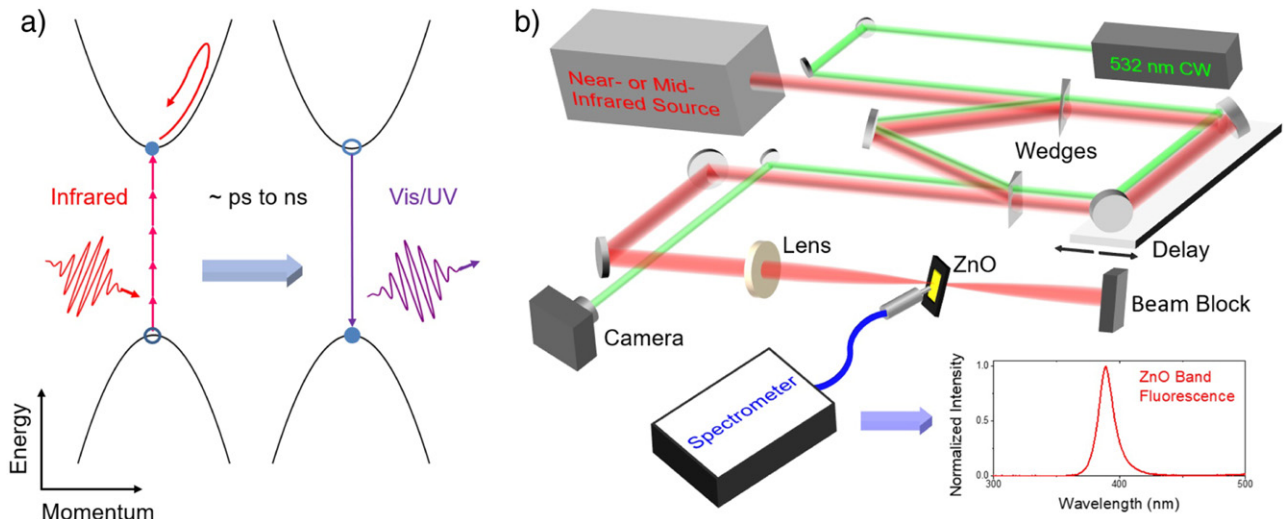 a)
Infrared
~ ps to ns
Vis/UV
Energy
Momentum
b)
Near- or Mid-
Infrared Source
532 nm CW
Wedges
Delay
Lens
ZnO
Beam Block
Camera
Spectrometer
Normalized Intensity
1.0
0.5
0.0
ZnO Band
Fluorescence
300
400
500
Wavelength (nm)